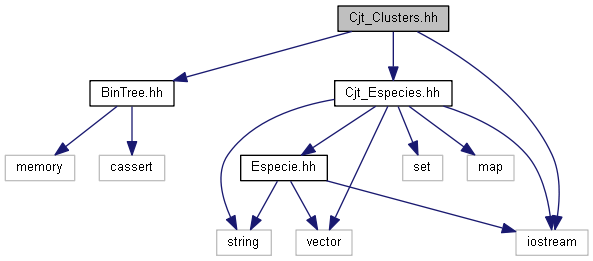 Cjt_Clusters.hh
BinTree.hh
Cjt_Especies.hh
memory
cassert
Especie.hh
set
map
string
vector
iostream